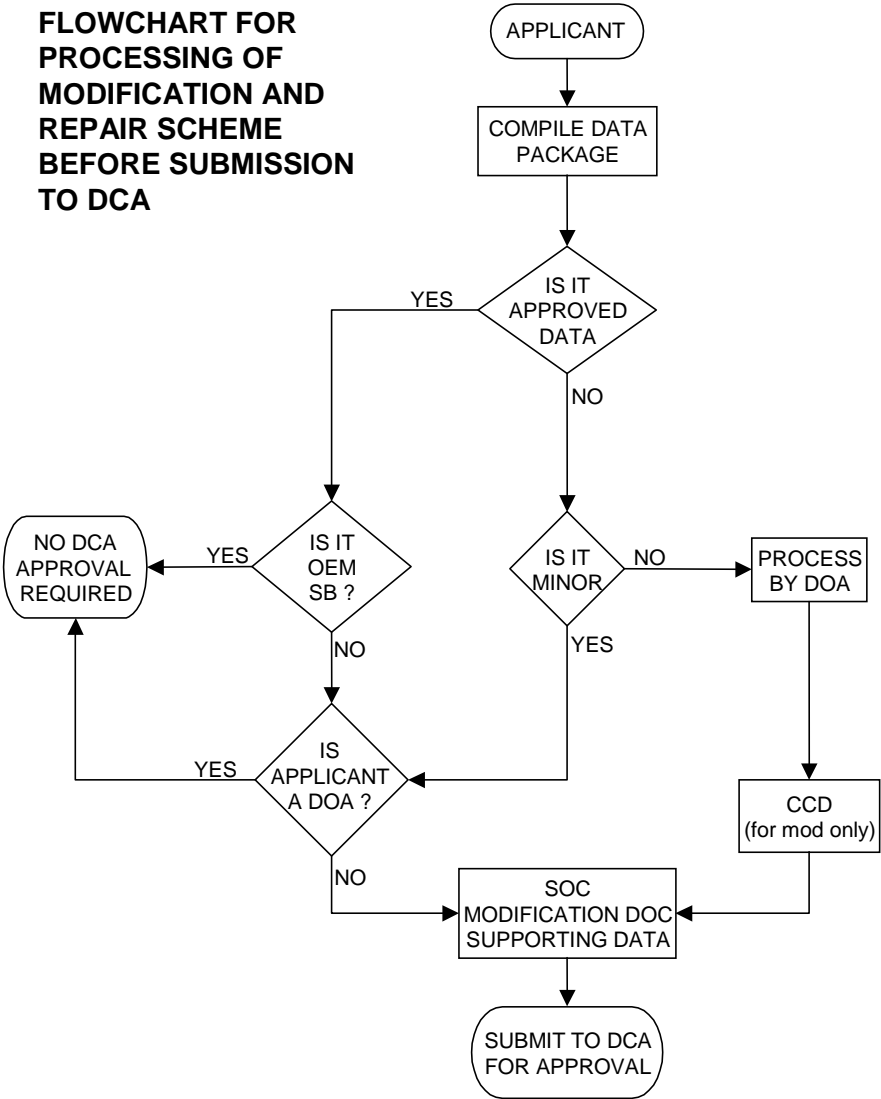 FLOWCHART FOR
PROCESSING OF
MODIFICATION AND
REPAIR SCHEME
BEFORE SUBMISSION
TO DCA
APPLICANT
COMPILE DATA
PACKAGE
IS IT
APPROVED
DATA
YES
NO
IS IT
OEM
SB ?
YES
NO DCA
APPROVAL
REQUIRED
NO
IS IT
MINOR
NO
PROCESS
BY DOA
YES
IS
APPLICANT
A DOA ?
YES
NO
CCD
(for mod only)
SOC
MODIFICATION DOC
SUPPORTING DATA
SUBMIT TO DCA
FOR APPROVAL